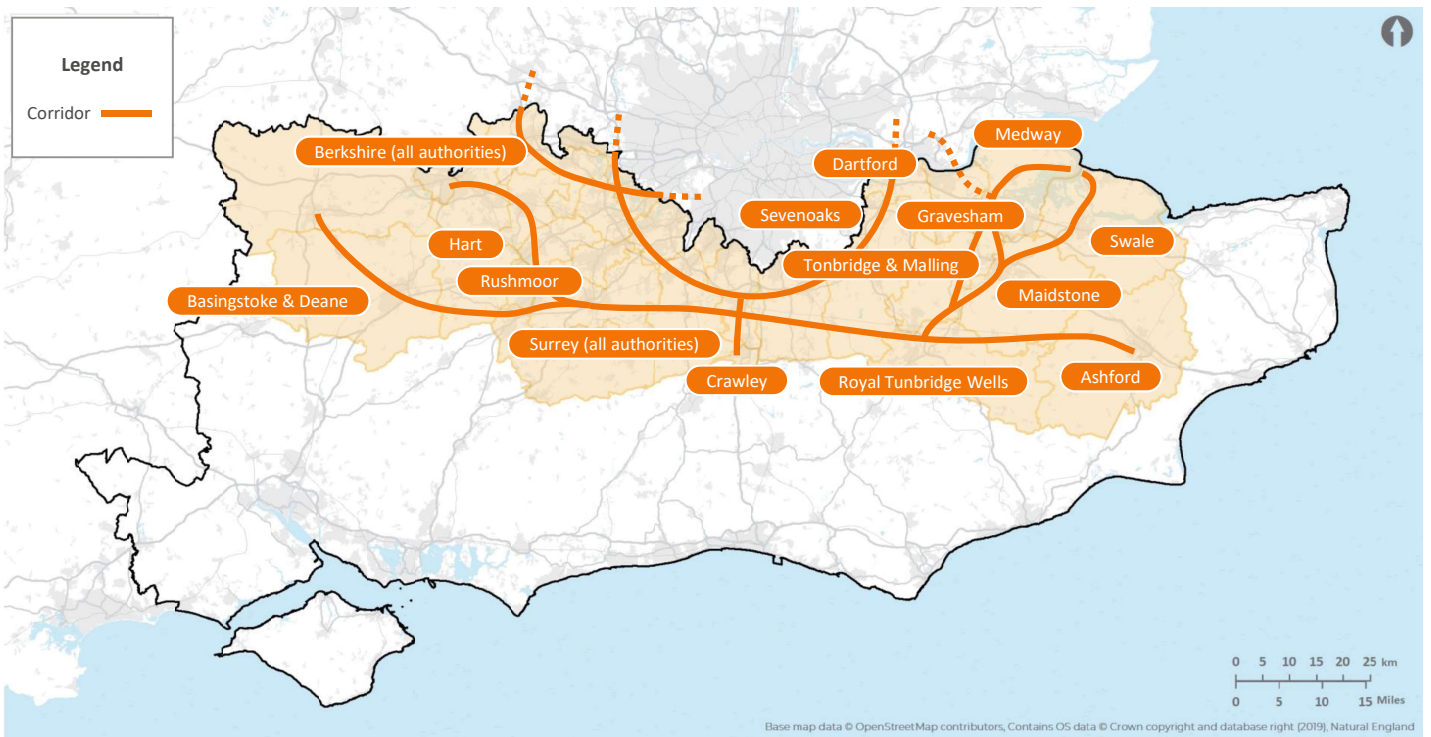 Legend
Corridor
Medway
Berkshire (all authorities)
Dartford
Sevenoaks
Gravesham
Hart
Swale
Tonbridge & Malling
Rushmoor
Maidstone
Basingstoke & Deane
Surrey (all authorities)
Crawley
Royal Tunbridge Wells
Ashford
0 5 10 15 20 25 km
0 5 10 15 Miles
Base map data © OpenStreetMap contributors, Contains OS data © Crown copyright and database right (2019), Natural England